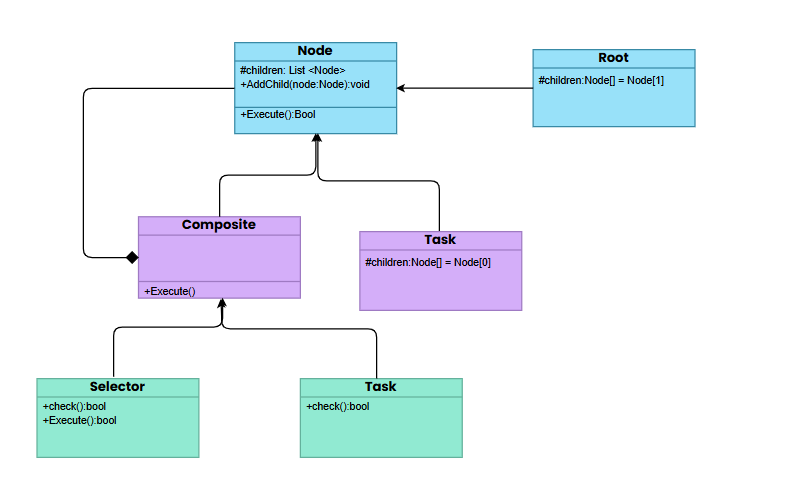 Node
#children: List <Node>
+AddChild(node:Node):void
+Execute():Bool
Root
#children:Node[] = Node[1]
Composite
+Execute()
Task
#children:Node[] = Node[0]
Selector
+check():bool
+Execute():bool
Task
+check():bool